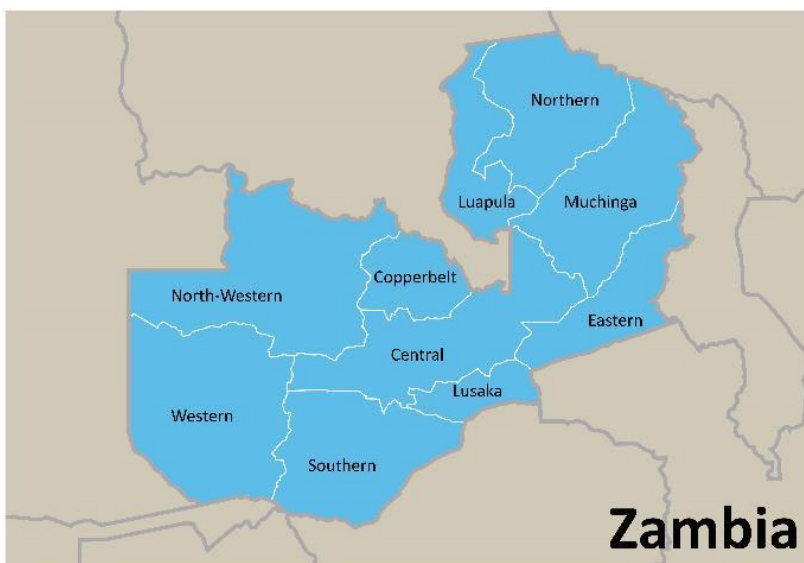 Northern
Luapula
Muchinga
Copperbelt
North-Western
Eastern
Central
Lusaka
Western
Southern
Zambia